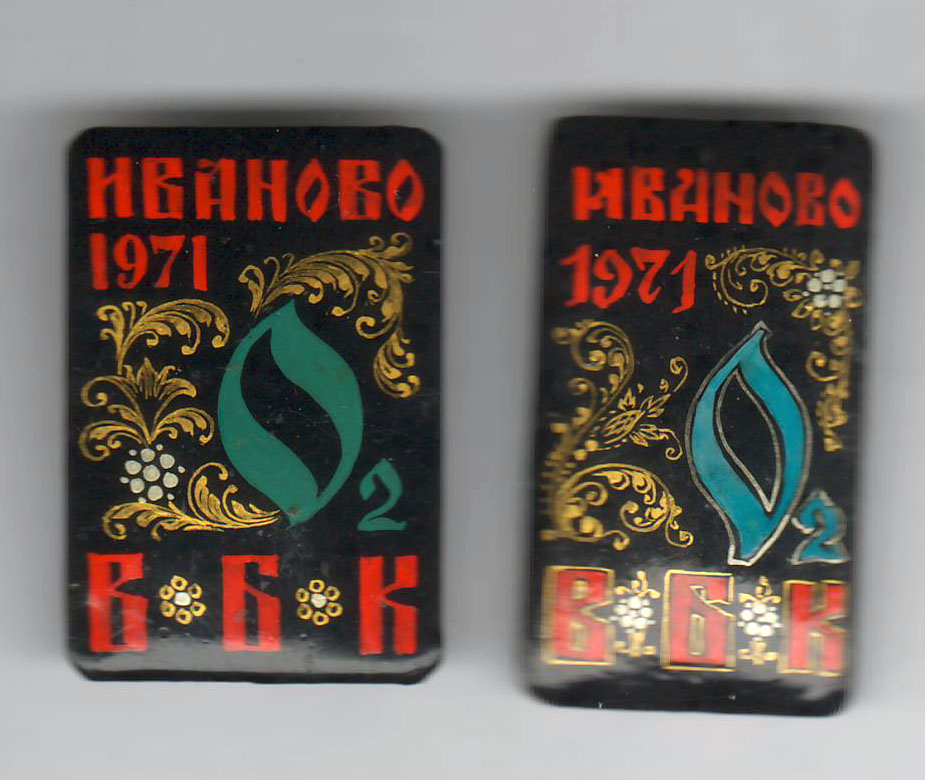 ИВАНОВО
1971
O2
В Б К
ИВАНОВО
1971
O2
В Б К